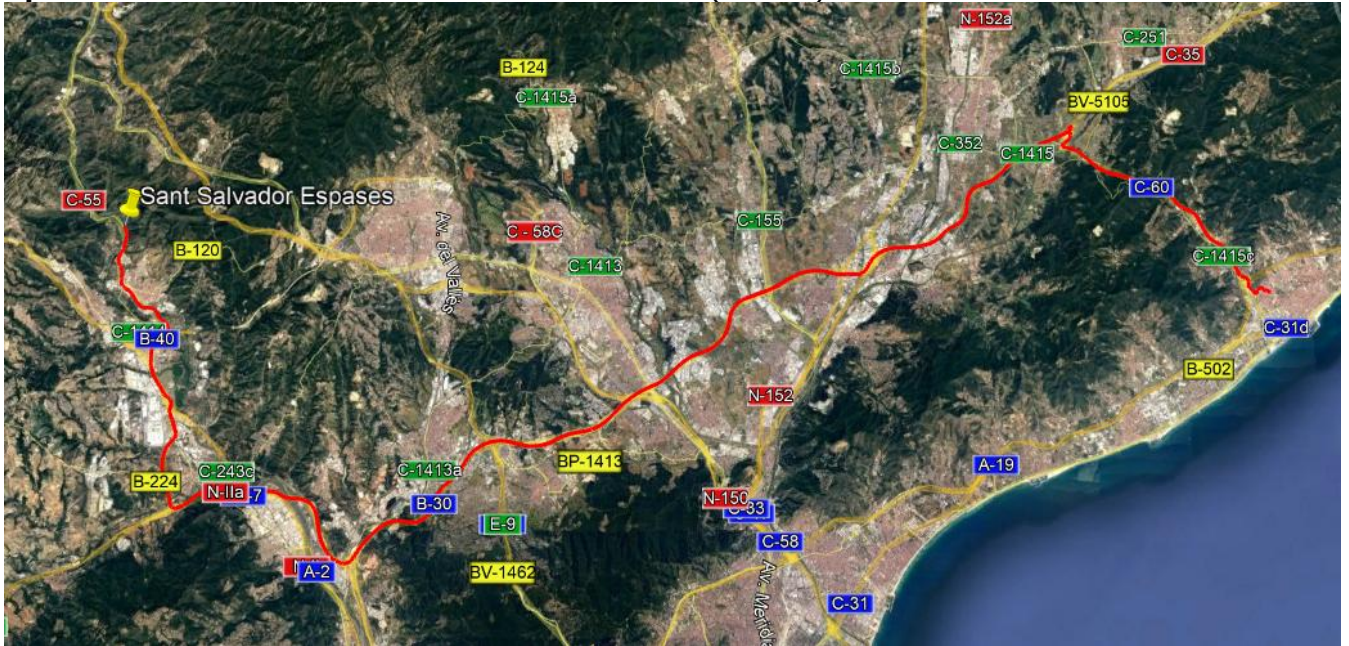 N-152a
C-251
C-35
B-124
C-1415b
C-1415a
BV-5105
C-352
C-1415
C-60
C-55
Sant Salvador Espases
C-155
C - 58C
B-120
Av. del Vallés
C-1413
C-1415c
B-40
C-31d
B-502
N-152
BP-1413
A-19
C-243c
C-1413a
B-224
N-IIa
B-30
N-150
E-9
C-58
A-2
BV-1462
C-31